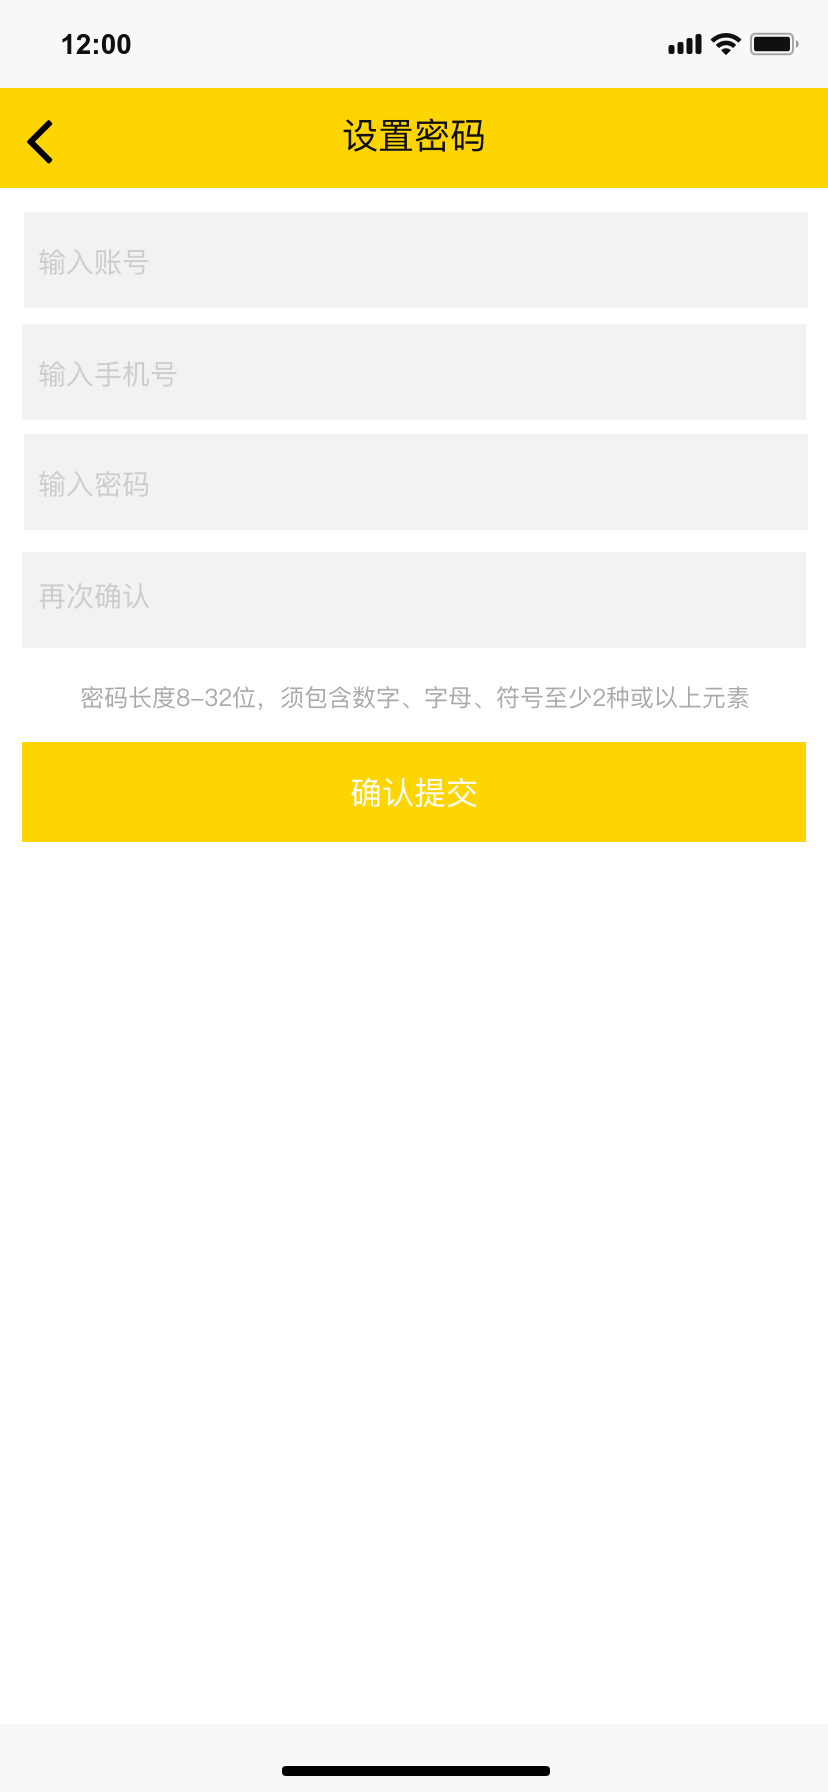 12:00
设置密码
输入账号
输入手机号
输入密码
再次确认
密码长度8-32位，须包含数字、字母、符号至少2种或以上元素
确认提交